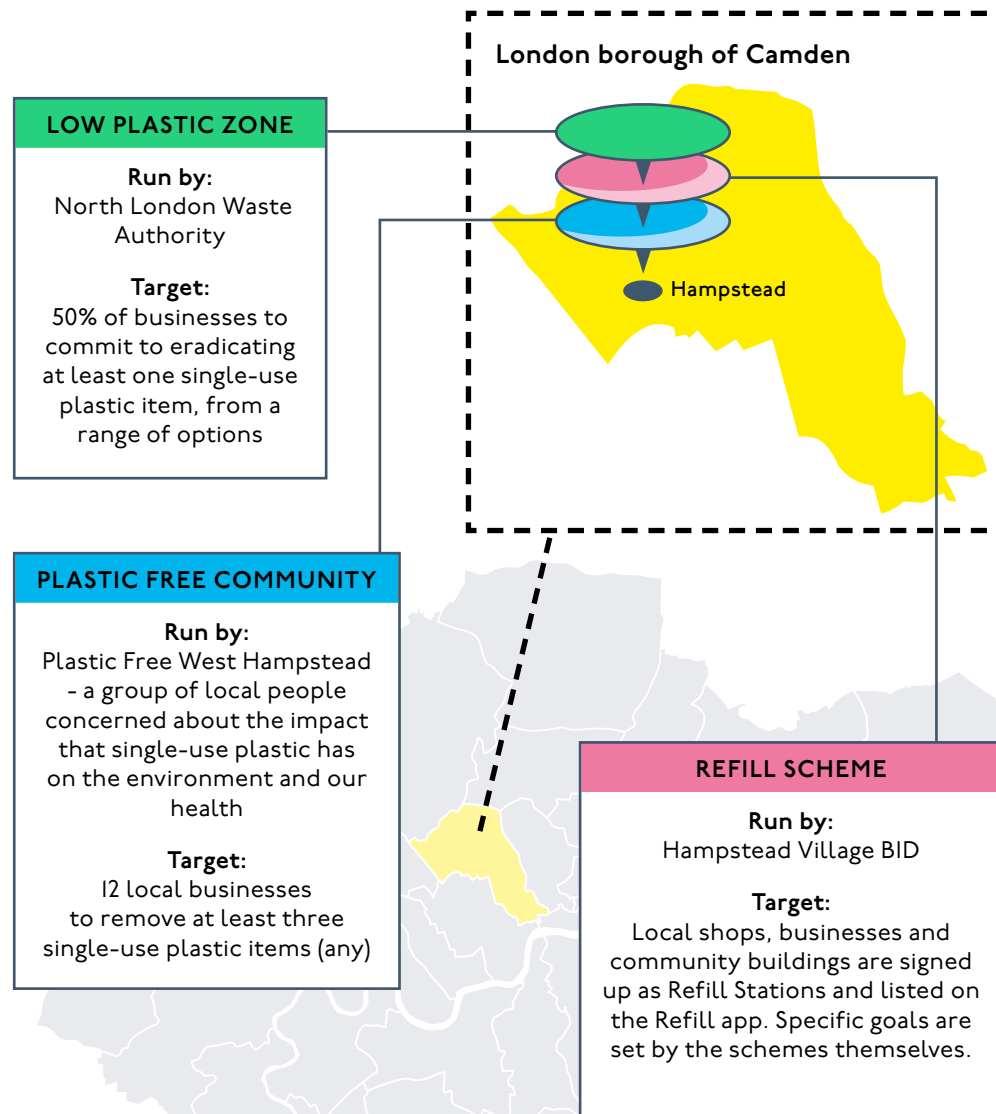 London borough of Camden
Hampstead
LOW PLASTIC ZONE
Run by:
North London Waste
Authority
Target:
50% of businesses to
commit to eradicating
at least one single-use
plastic item, from a
range of options
PLASTIC FREE COMMUNITY
Run by:
Plastic Free West Hampstead
- a group of local people
concerned about the impact
that single-use plastic has
on the environment and our
health
Target:
12 local businesses
to remove at least three
single-use plastic items (any)
REFILL SCHEME
Run by:
Hampstead Village BID
Target:
Local shops, businesses and
community buildings are signed
up as Refill Stations and listed on
the Refill app. Specific goals are
set by the schemes themselves.